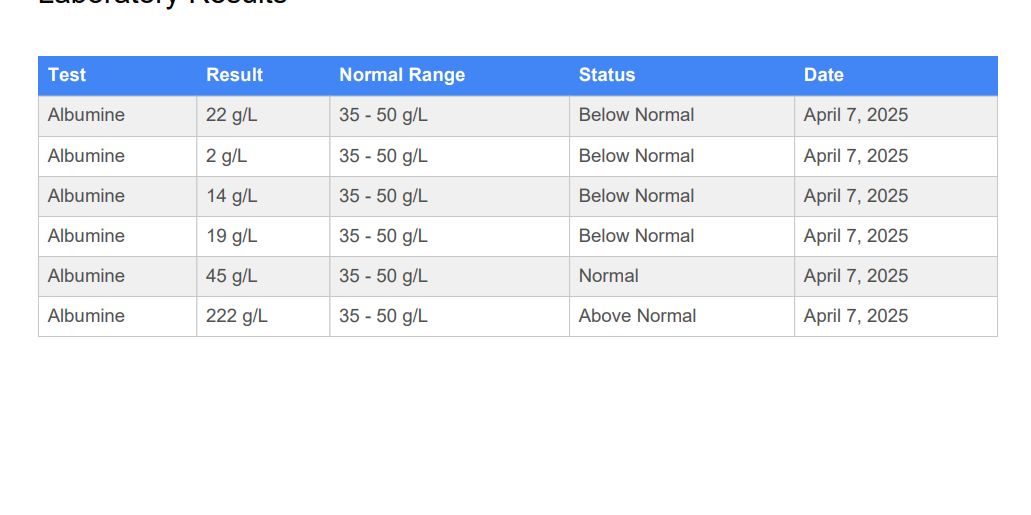 Laboratory Results
Test Result Normal Range Status Date
Albumine 22 g/L 35 - 50 g/L Below Normal April 7, 2025
Albumine 2 g/L 35 - 50 g/L Below Normal April 7, 2025
Albumine 14 g/L 35 - 50 g/L Below Normal April 7, 2025
Albumine 19 g/L 35 - 50 g/L Below Normal April 7, 2025
Albumine 45 g/L 35 - 50 g/L Normal April 7, 2025
Albumine 222 g/L 35 - 50 g/L Above Normal April 7, 2025